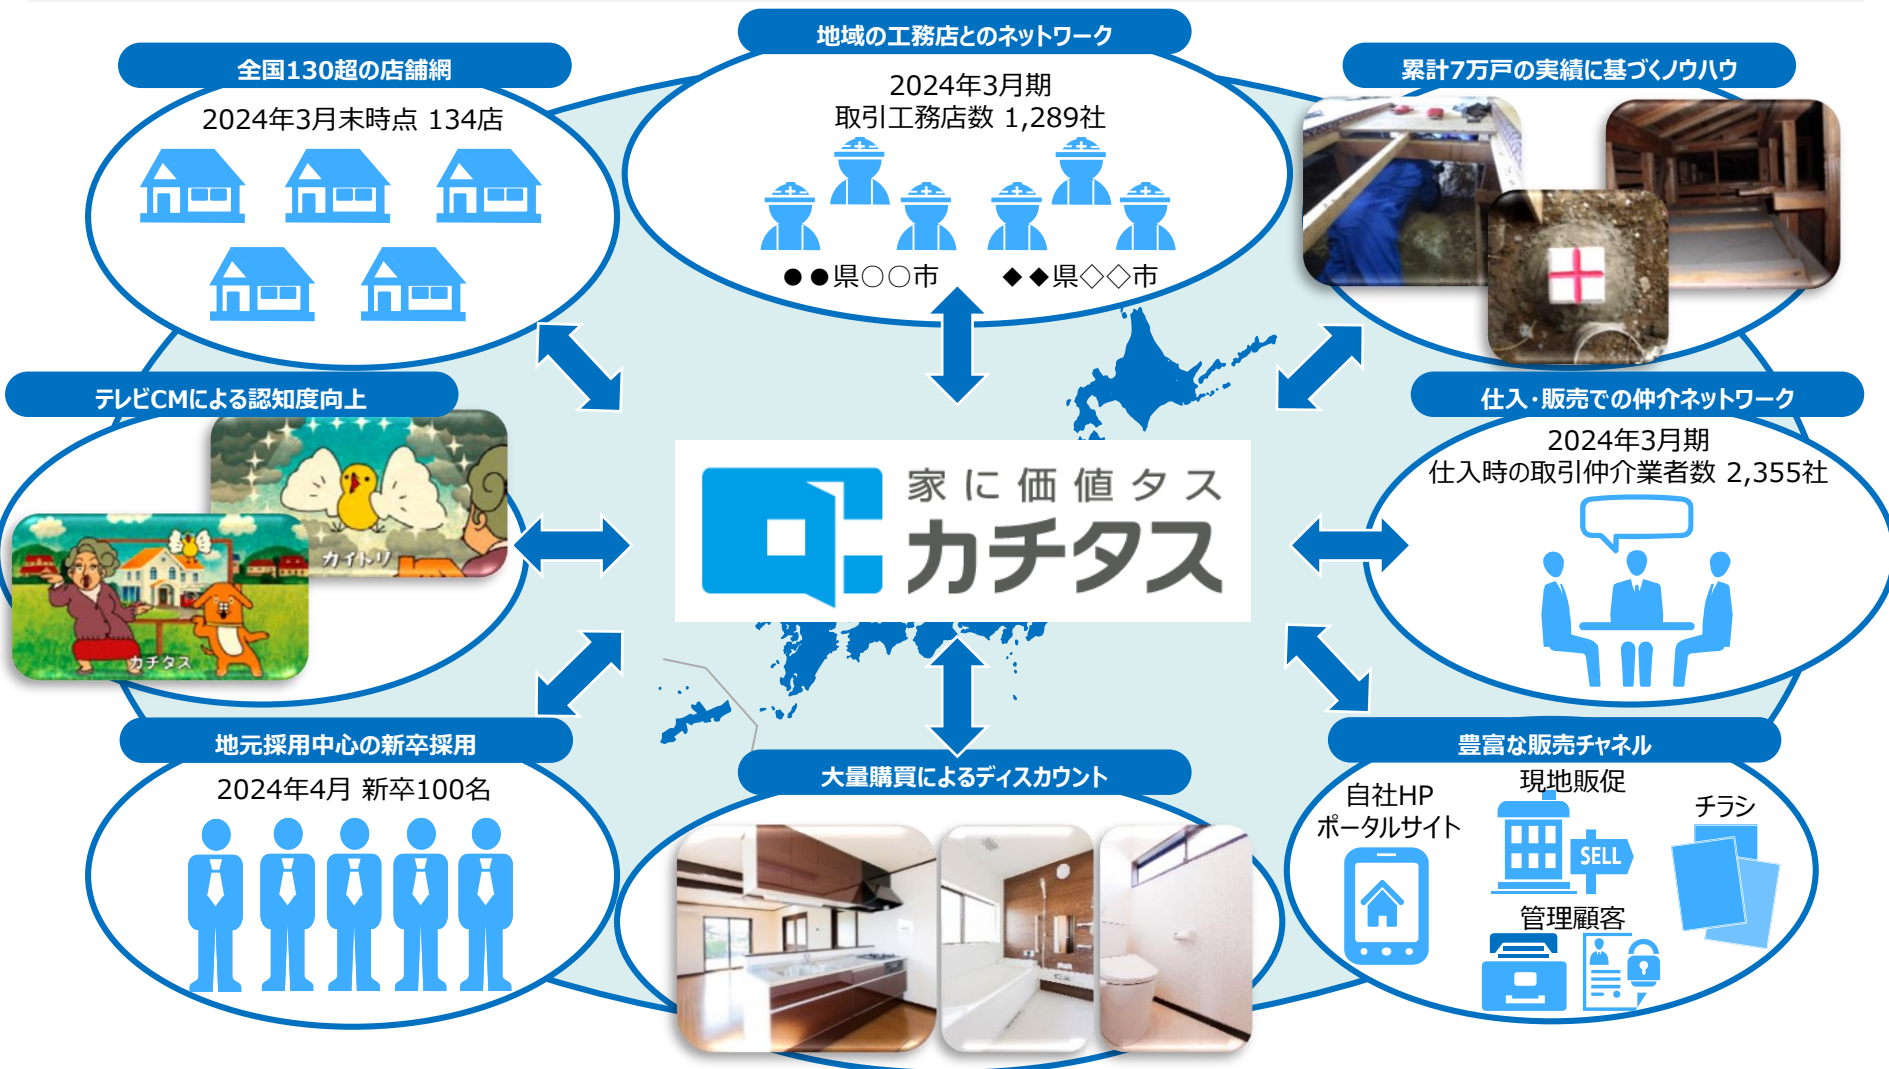 地域の工務店とのネットワーク
2024年3月期
取引工務店数 1,289社
●●県○○市
◆◆県◇◇市
全国130超の店舗網
2024年3月末時点 134店
累計7万戸の実績に基づくノウハウ
テレビCMによる認知度向上
カイトリ
カチタス
仕入・販売での仲介ネットワーク
2024年3月期
仕入時の取引仲介業者数 2,355社
家に価値タス
カチタス
地元採用中心の新卒採用
2024年4月 新卒100名
大量購買によるディスカウント
豊富な販売チャネル
自社HP
ポータルサイト
現地販促
SELL
チラシ
管理顧客